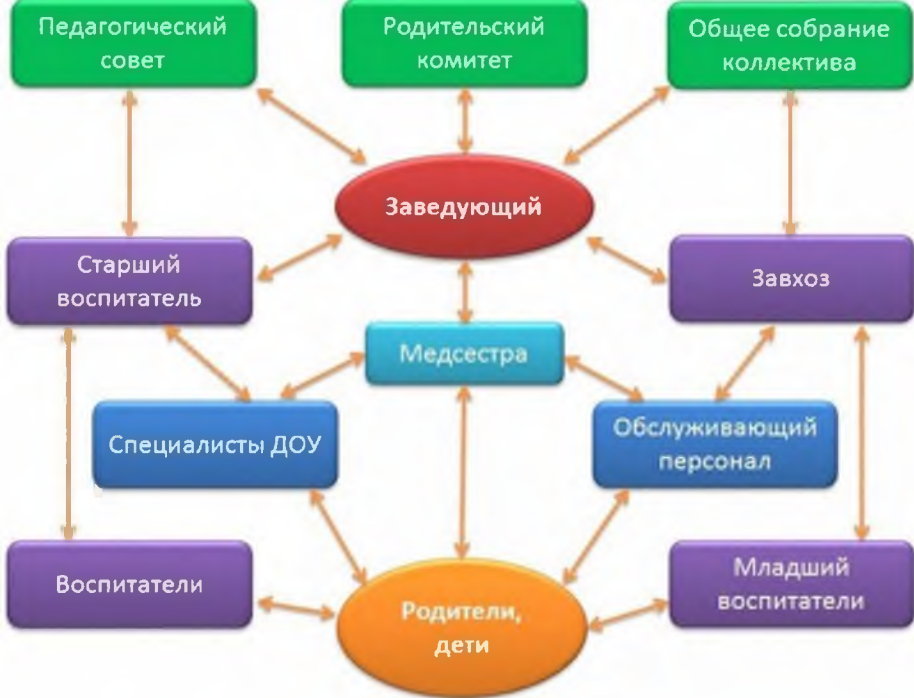 Педагогический
совет
Родительский
комитет
Общее собрание
коллектива
Заведующий
Старший
воспитатель
Завхоз
Медсестра
Специалисты ДОУ
Обслуживающий
персонал
Воспитатели
Родители,
дети
Младший
воспитатели